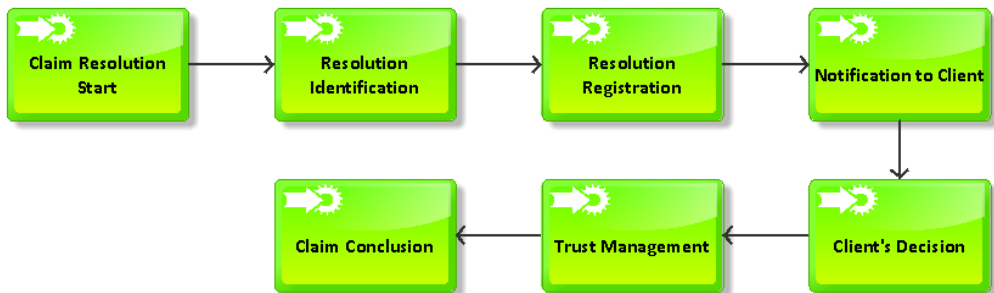 Claim Resolution
Start
Resolution
Identification
Resolution
Registration
Notification to Client
Client's Decision
Trust Management
Claim Conclusion